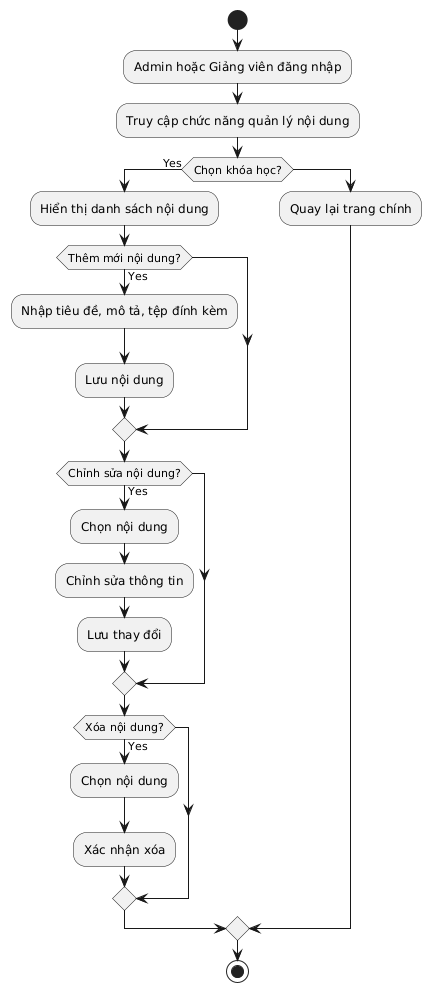 Admin hoặc Giảng viên đăng nhập
Truy cập chức năng quản lý nội dung
Yes
Chọn khóa học?
Hiển thị danh sách nội dung
Quay lại trang chính
Thêm mới nội dung?
Yes
Nhập tiêu đề, mô tả, tệp đính kèm
Lưu nội dung
Chỉnh sửa nội dung?
Yes
Chọn nội dung
Chỉnh sửa thông tin
Lưu thay đổi
Xóa nội dung?
Yes
Chọn nội dung
Xác nhận xóa